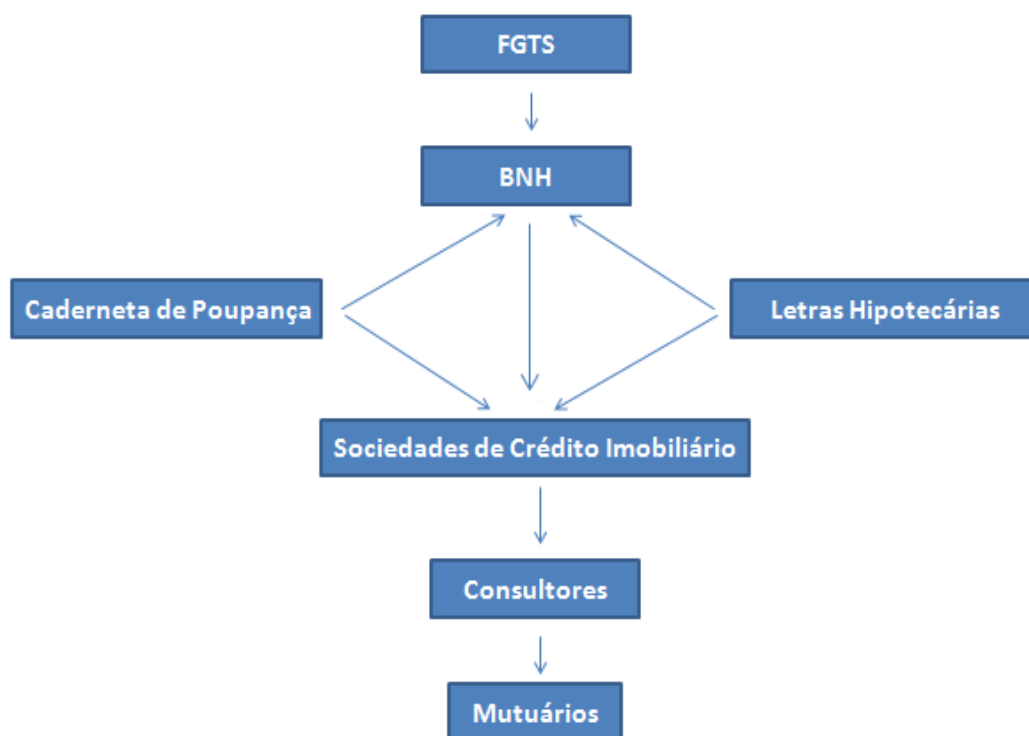 FGTS
BNH
Caderneta de Poupança
Letras Hipotecárias
Sociedades de Crédito Imobiliário
Consultores
Mutuários